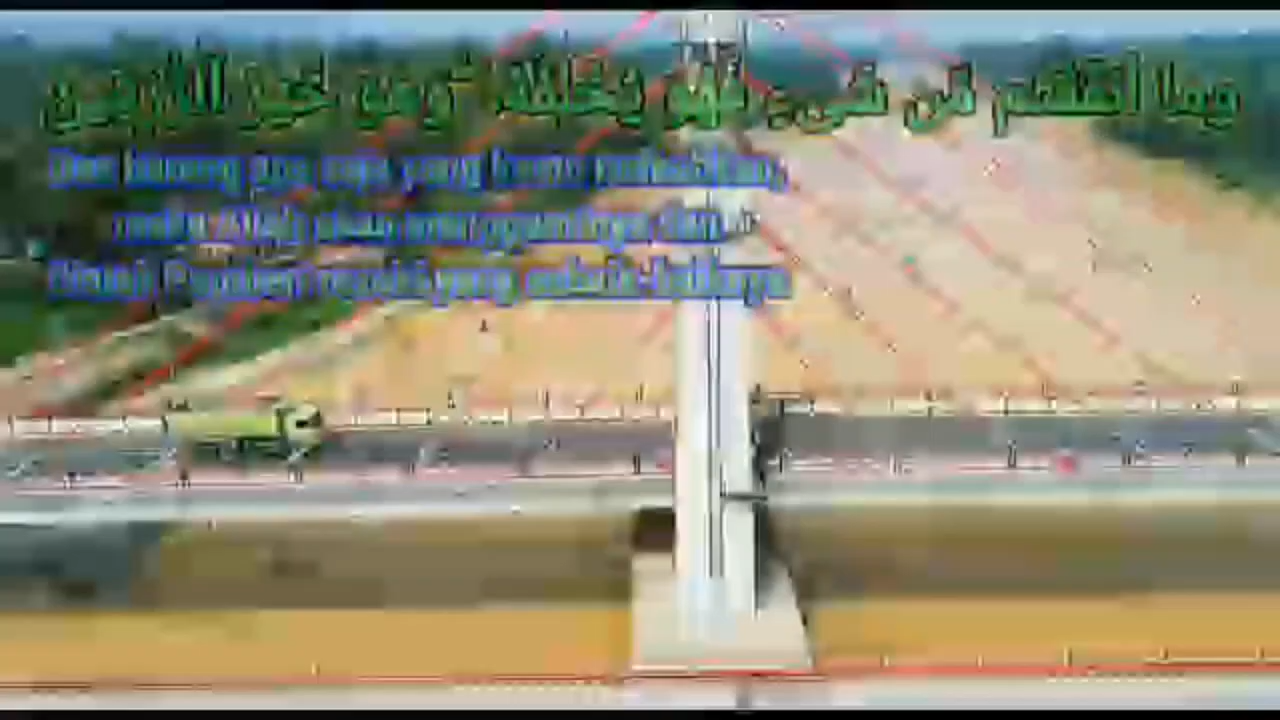 وما أنفقتم من شيء فهو يخلفه وهو خير الرازقين
Dan barang apa saja yang kamu nafkahkan,
maka Allah akan menggantinya dan
Dialah Pemberi rezeki yang sebaik-baiknya